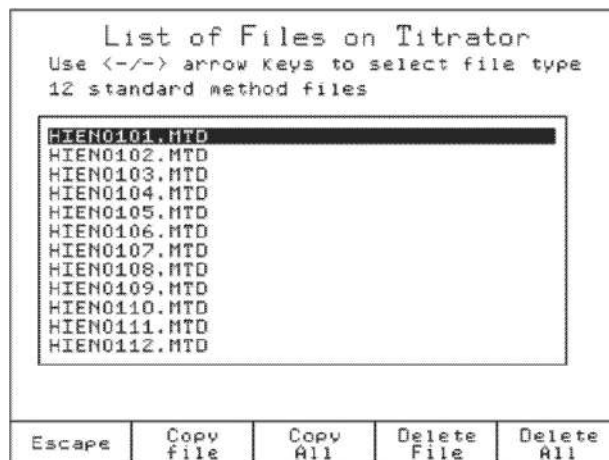 List of Files on Titrator
Use <-/-> arrow Keys to select file type
12 standard method files
HIEN0101.MTD
HIEN0102.MTD
HIEN0103.MTD
HIEN0104.MTD
HIEN0105.MTD
HIEN0106.MTD
HIEN0107.MTD
HIEN0108.MTD
HIEN0109.MTD
HIEN0110.MTD
HIEN0111.MTD
HIEN0112.MTD
Escape
Copy
file
Copy
All
Delete
File
Delete
All